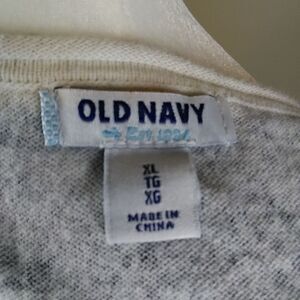 OLD NAVY
Est 1994
XL
TG
XG
MADE IN
CHINA